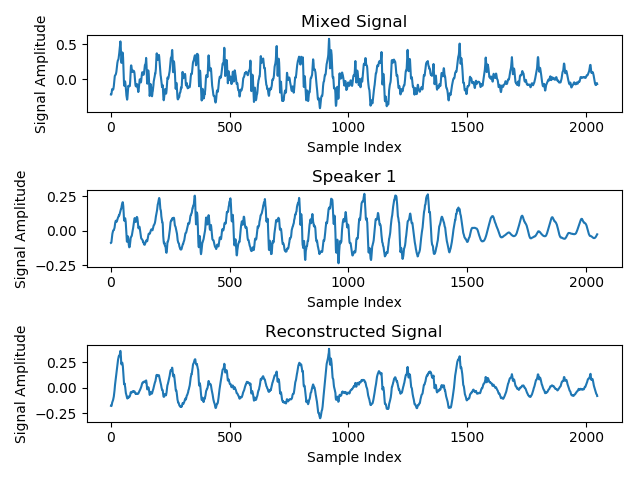 Mixed Signal
Signal Amplitude
0.5
0.0
0 500 1000 1500 2000
Sample Index
Speaker 1
Signal Amplitude
0.25
0.00
−0.25
0 500 1000 1500 2000
Sample Index
Reconstructed Signal
Signal Amplitude
0.25
0.00
−0.25
0 500 1000 1500 2000
Sample Index